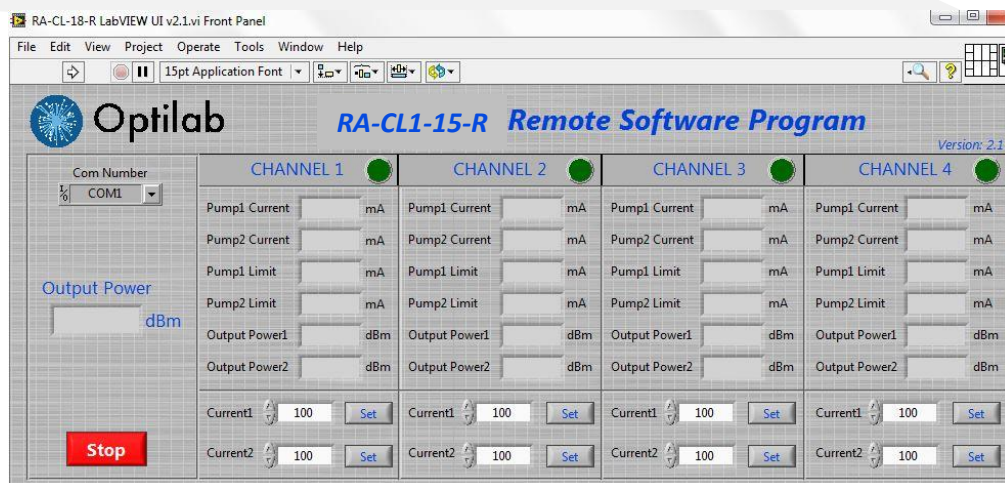 RA-CL-18-R LabVIEW UI v2.1.vi Front Panel
File Edit View Project Operate Tools Window Help
15pt Application Font
Optilab RA-CL1-15-R Remote Software Program
Version: 2.1
Com Number CHANNEL 1 CHANNEL 2 CHANNEL 3 CHANNEL 4
COM1
Pump1 Current mA Pump1 Current mA Pump1 Current mA Pump1 Current mA
Pump2 Current mA Pump2 Current mA Pump2 Current mA Pump2 Current mA
Pump1 Limit mA Pump1 Limit mA Pump1 Limit mA Pump1 Limit mA
Output Power
Pump2 Limit mA Pump2 Limit mA Pump2 Limit mA Pump2 Limit mA
dBm
Output Power1 dBm Output Power1 dBm Output Power1 dBm Output Power1 dBm
Output Power2 dBm Output Power2 dBm Output Power2 dBm Output Power2 dBm
Current1 100 Set Current1 100 Set Current1 100 Set Current1 100 Set
Stop Current2 100 Set Current2 100 Set Current2 100 Set Current2 100 Set